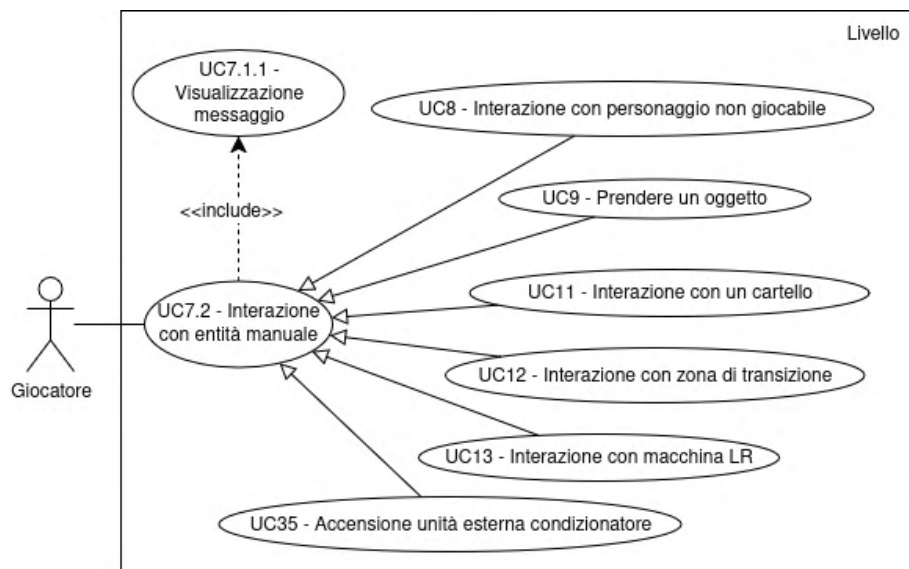 Livello
UC7.1.1 -
Visualizzazione
messaggio
UC8 - Interazione con personaggio non giocabile
<<include>>
UC9 - Prendere un oggetto
UC7.2 - Interazione
con entità manuale
UC11 - Interazione con un cartello
Giocatore
UC12 - Interazione con zona di transizione
UC13 - Interazione con macchina LR
UC35 - Accensione unità esterna condizionatore